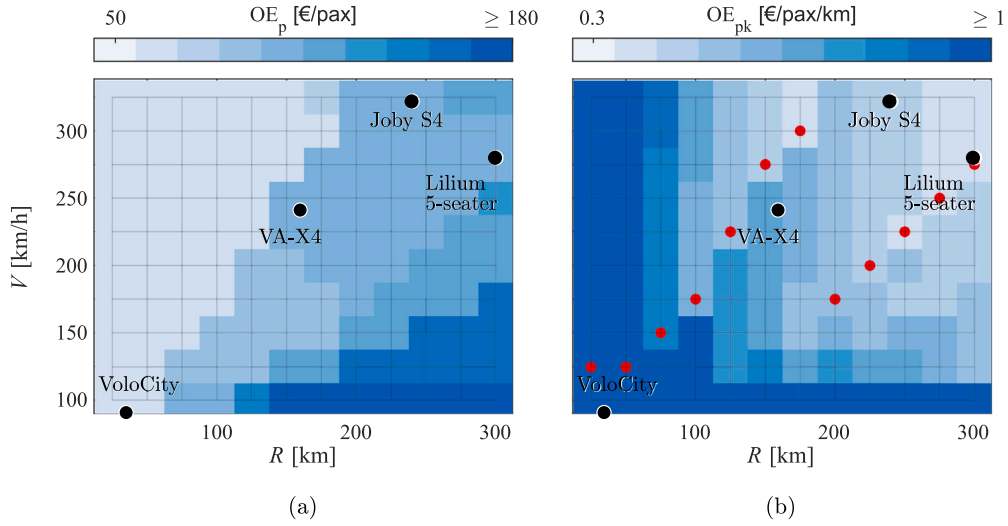 50 OE_p [€/pax] ≥ 180
0.3 OE_pk [€/pax/km] ≥ 1
V [km/h]
300
250
200
150
100
Joby S4
Lilium
5-seater
VA-X4
VoloCity
100 200 300
R [km]
(a)
Joby S4
Lilium
5-seater
VA-X4
VoloCity
100 200 300
R [km]
(b)